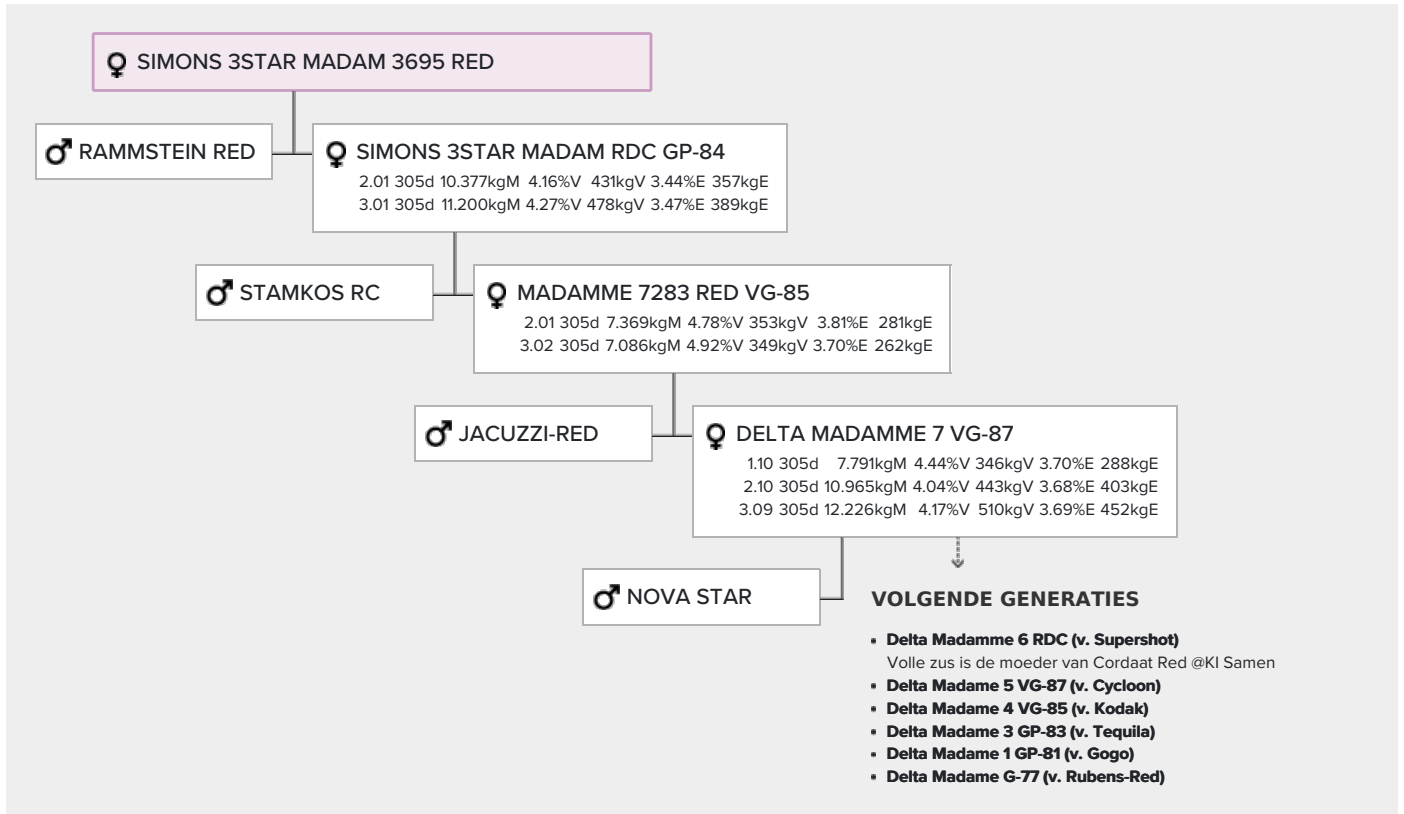 SIMONS 3STAR MADAM 3695 RED
RAMMSTEIN RED
SIMONS 3STAR MADAM RDC GP-84
2.01 305d 10.377kgM 4.16%V 431kgV 3.44%E 357kgE
3.01 305d 11.200kgM 4.27%V 478kgV 3.47%E 389kgE
STAMKOS RC
MADAMME 7283 RED VG-85
2.01 305d 7.369kgM 4.78%V 353kgV 3.81%E 281kgE
3.02 305d 7.086kgM 4.92%V 349kgV 3.70%E 262kgE
JACUZZI-RED
DELTA MADAMME 7 VG-87
1.10 305d 7.791kgM 4.44%V 346kgV 3.70%E 288kgE
2.10 305d 10.965kgM 4.04%V 443kgV 3.68%E 403kgE
3.09 305d 12.226kgM 4.17%V 510kgV 3.69%E 452kgE
NOVA STAR
VOLGENDE GENERATIES
• Delta Madamme 6 RDC (v. Supershot)
Volle zus is de moeder van Cordaat Red @KI Samen
• Delta Madame 5 VG-87 (v. Cycloon)
• Delta Madame 4 VG-85 (v. Kodak)
• Delta Madame 3 GP-83 (v. Tequila)
• Delta Madame 1 GP-81 (v. Gogo)
• Delta Madame G-77 (v. Rubens-Red)